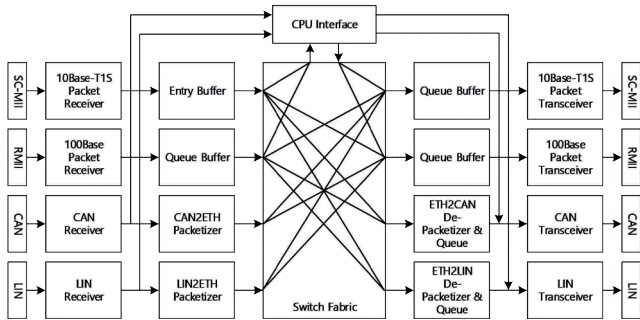 CPU Interface
SC-MII
10Base-T1S
Packet
Receiver
Entry Buffer
Queue Buffer
10Base-T1S
Packet
Transceiver
SC-MII
RMII
100Base
Packet
Receiver
Queue Buffer
Queue Buffer
100Base
Packet
Transceiver
RMII
CAN
CAN
Receiver
CAN2ETH
Packetizer
ETH2CAN
De-
Packetizer &
Queue
CAN
Transceiver
CAN
LIN
LIN
Receiver
LIN2ETH
Packetizer
Switch Fabric
ETH2LIN
De-
Packetizer
& Queue
LIN
Transceiver
LIN